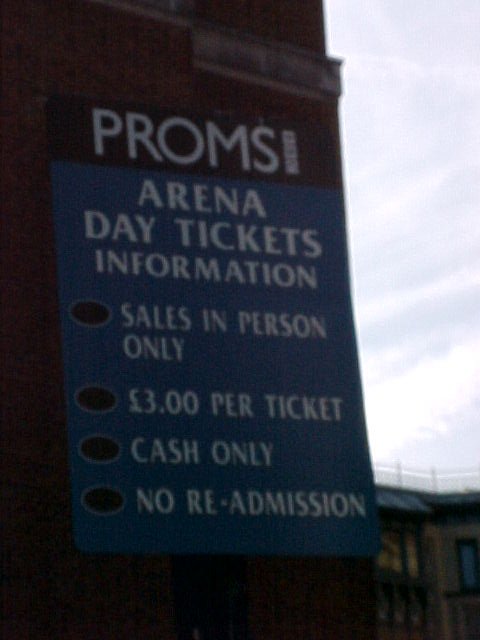 PROMS
ARENA
DAY TICKETS
INFORMATION
SALES IN PERSON
ONLY
£3.00 PER TICKET
CASH ONLY
NO RE-ADMISSION